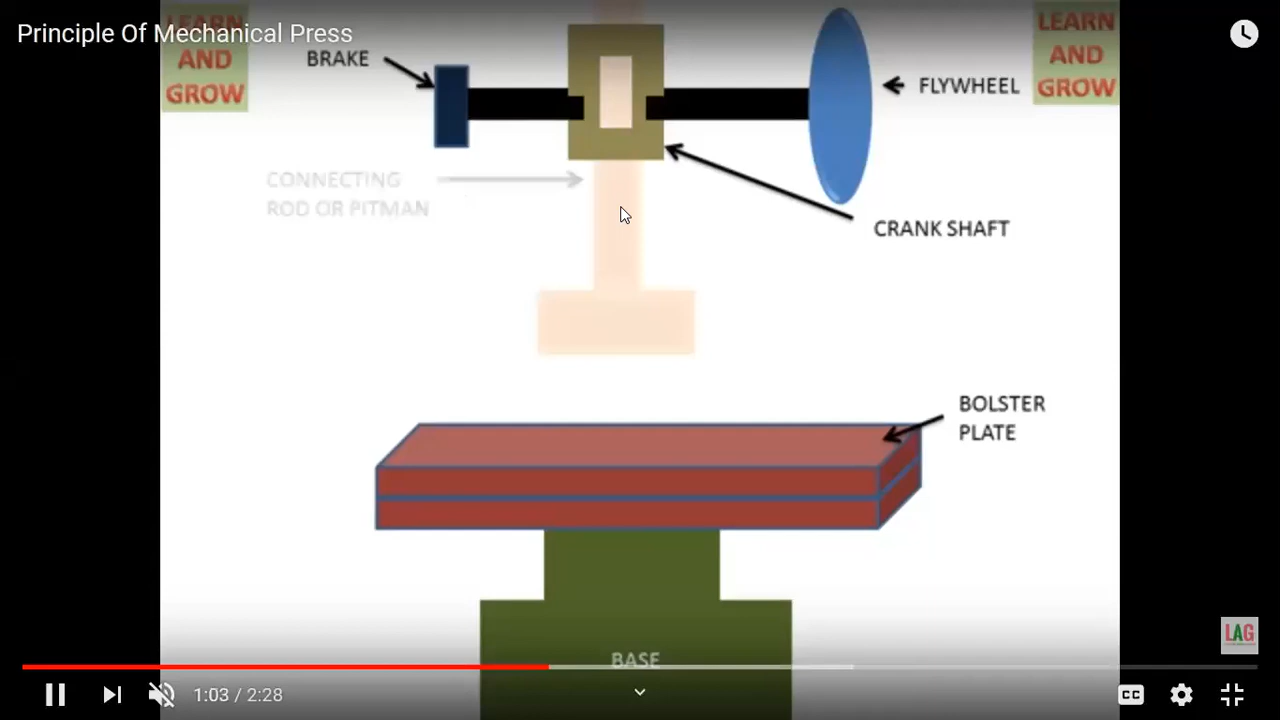 Principle Of Mechanical Press
LEARN
AND
GROW
LEARN
AND
GROW
BRAKE
FLYWHEEL
CONNECTING
ROD OR PITMAN
CRANK SHAFT
BOLSTER
PLATE
BASE
LAG
1:03 / 2:28
CC